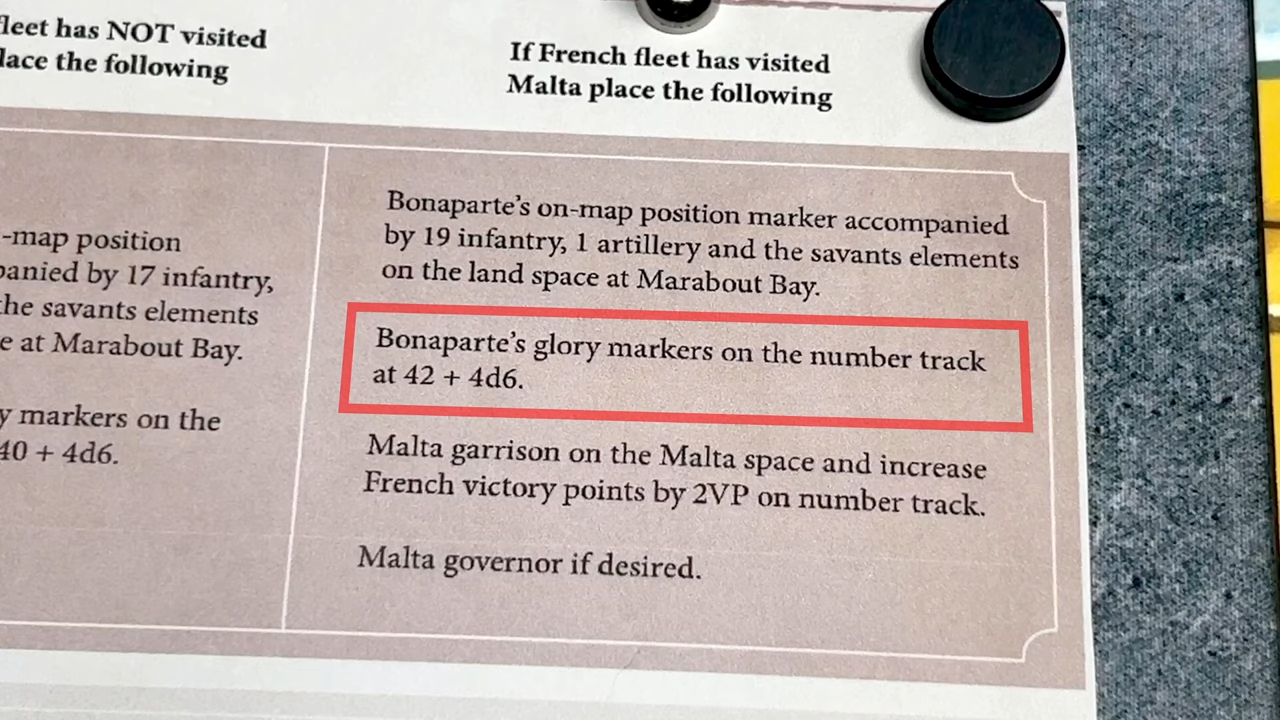 fleet has NOT visited
place the following
If French fleet has visited
Malta place the following
-map position
panied by 17 infantry,
the savants elements
e at Marabout Bay.
y markers on the
40 + 4d6.
Bonaparte's on-map position marker accompanied
by 19 infantry, 1 artillery and the savants elements
on the land space at Marabout Bay.
Bonaparte's glory markers on the number track
at 42 + 4d6.
Malta garrison on the Malta space and increase
French victory points by 2VP on number track.
Malta governor if desired.